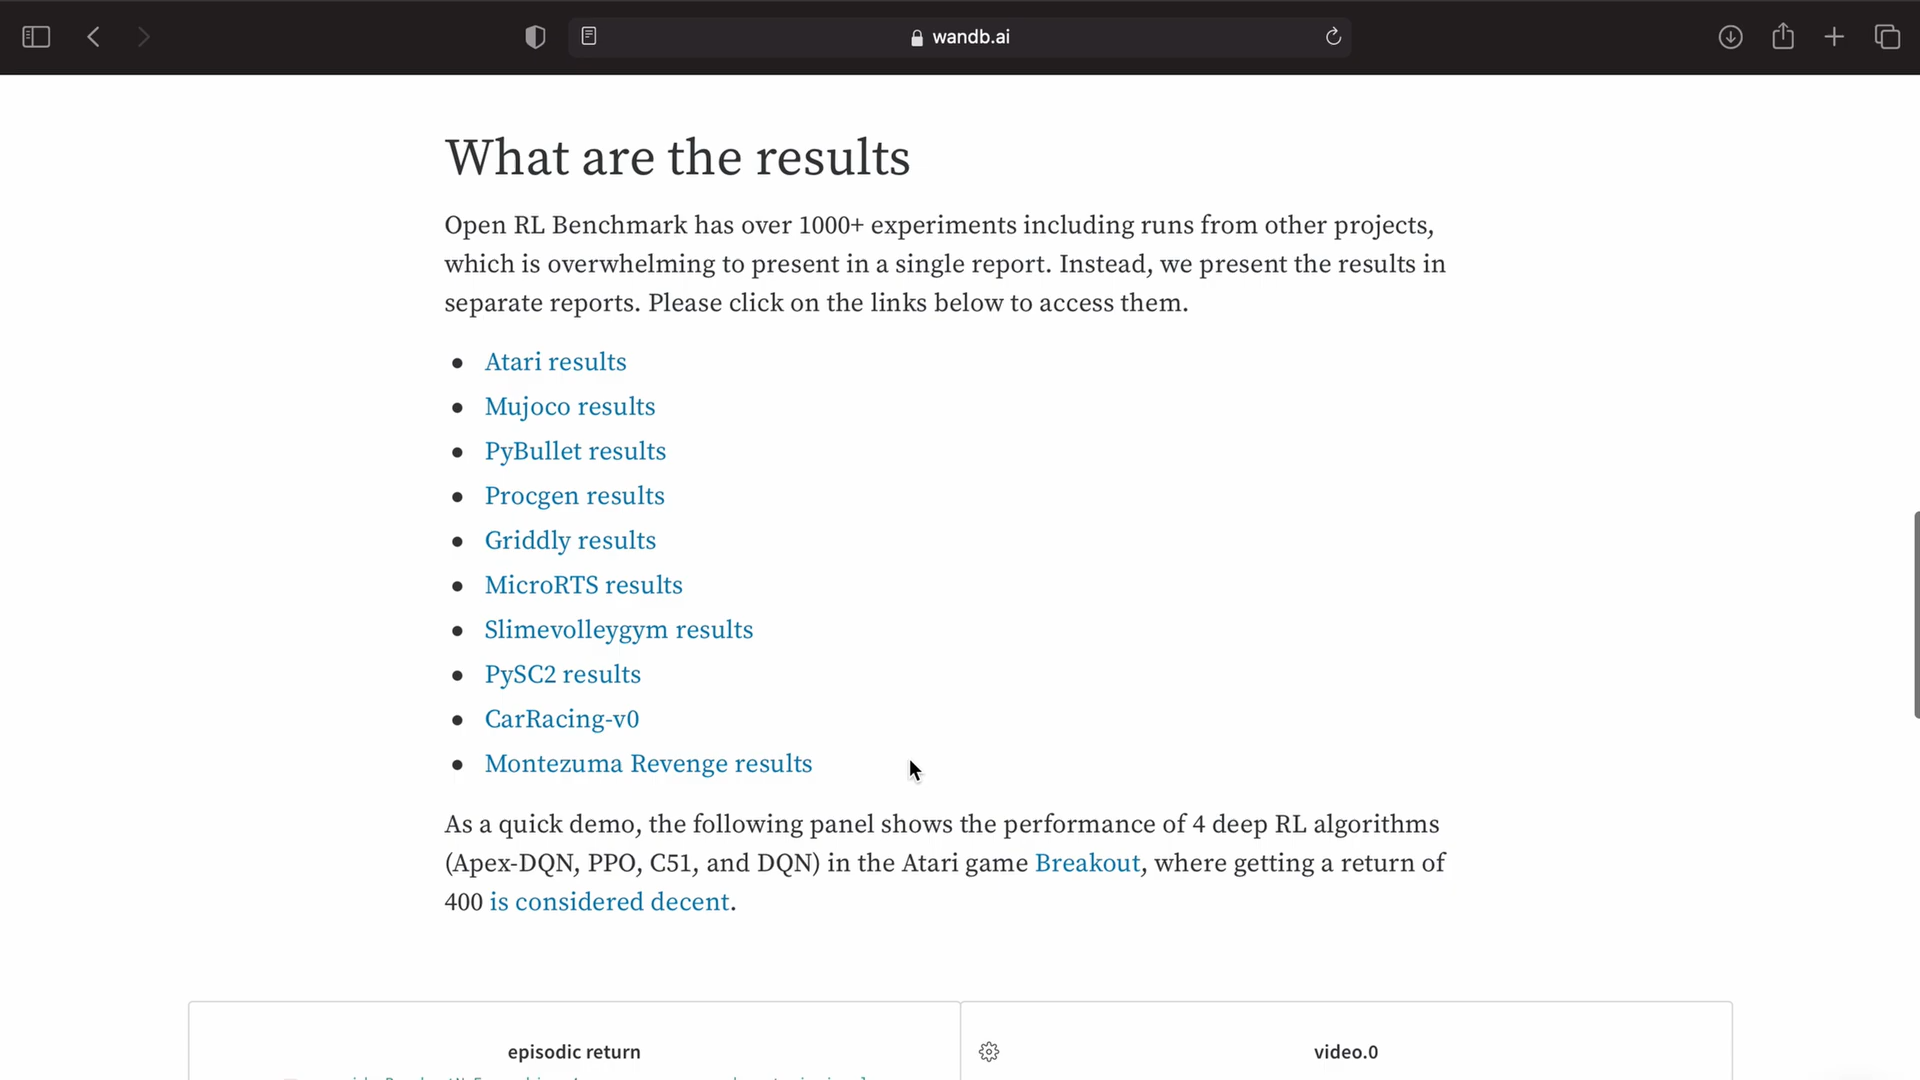 wandb.ai
What are the results
Open RL Benchmark has over 1000+ experiments including runs from other projects,
which is overwhelming to present in a single report. Instead, we present the results in
separate reports. Please click on the links below to access them.
Atari results
Mujoco results
PyBullet results
Procgen results
Griddly results
MicroRTS results
Slimevolleygym results
PySC2 results
CarRacing-v0
Montezuma Revenge results
As a quick demo, the following panel shows the performance of 4 deep RL algorithms
(Apex-DQN, PPO, C51, and DQN) in the Atari game Breakout, where getting a return of
400 is considered decent.
episodic return
video.0